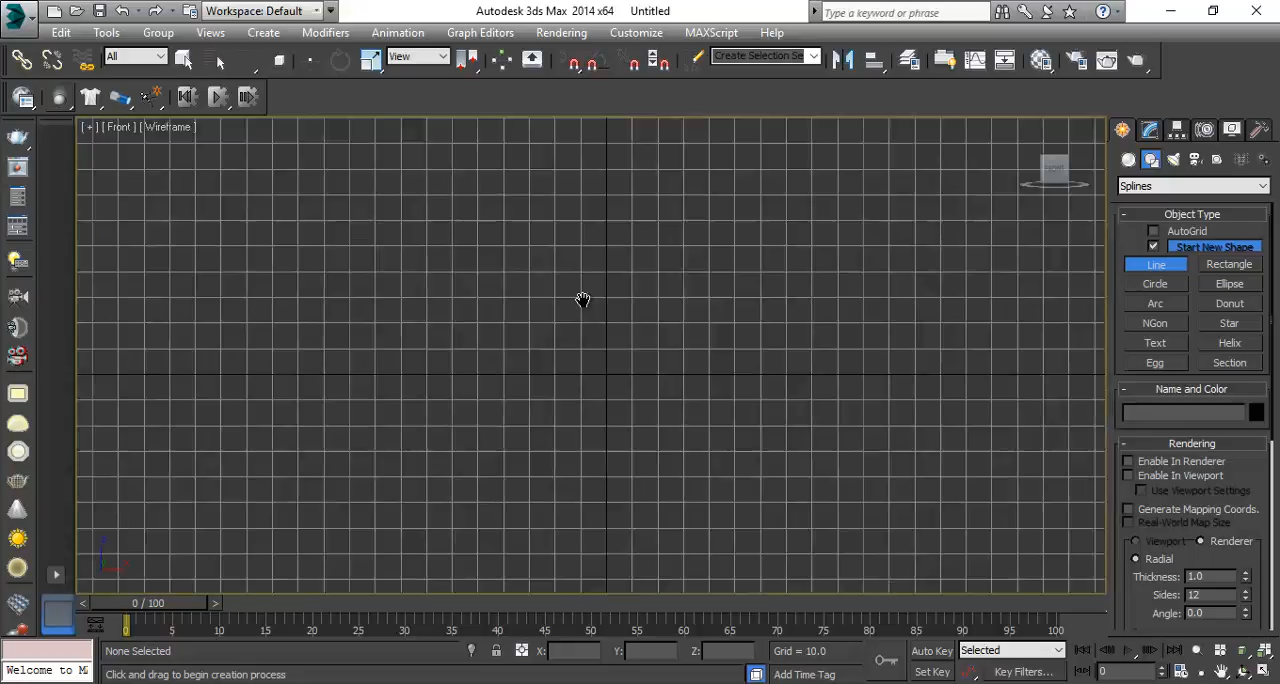 Workspace: Default
Autodesk 3ds Max 2014 x64 Untitled
Type a keyword or phrase
Edit Tools Group Views Create Modifiers Animation Graph Editors Rendering Customize MAXScript Help
All
View
Create Selection Se
[ + ] [ Front ] [ Wireframe ]
FRONT
Splines
- Object Type
AutoGrid
Start New Shape
Line Rectangle
Circle Ellipse
Arc Donut
NGon Star
Text Helix
Egg Section
- Name and Color
- Rendering
Enable In Renderer
Enable In Viewport
Use Viewport Settings
Generate Mapping Coords.
Real-World Map Size
Viewport Renderer
Radial
Thickness: 1.0
Sides: 12
Angle: 0.0
< 0 / 100 >
0 5 10 15 20 25 30 35 40 45 50 55 60 65 70 75 80 85 90 95 100
None Selected X: Y: Z: Grid = 10.0 Auto Key Selected
Welcome to M Click and drag to begin creation process Add Time Tag Set Key Key Filters... 0